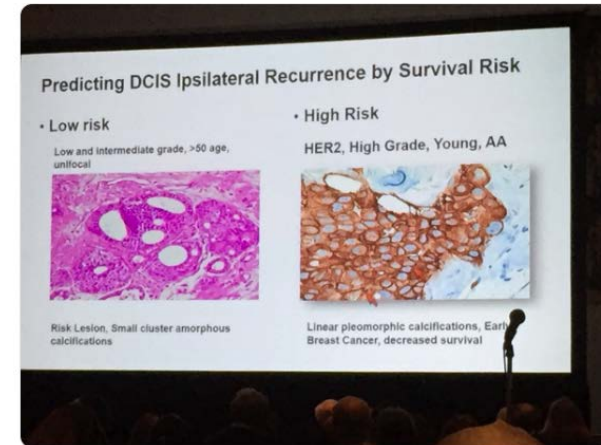 Predicting DCIS Ipsilateral Recurrence by Survival Risk
• Low risk
Low and intermediate grade, >50 age,
unifocal
Risk Lesion, Small cluster amorphous
calcifications
• High Risk
HER2, High Grade, Young, AA
Linear pleomorphic calcifications, Early
Breast Cancer, decreased survival